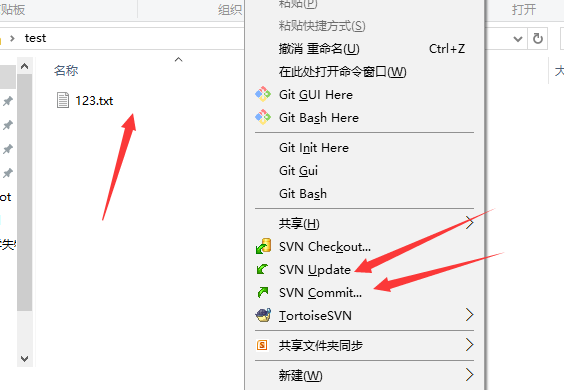 贴板
组织
打开
test
名称
123.txt
粘贴(P)
粘贴快捷方式(S)
撤消 重命名(U) Ctrl+Z
在此处打开命令窗口(W)
Git GUI Here
Git Bash Here
Git Init Here
Git Gui
Git Bash
共享(H)
SVN Checkout...
SVN Update
SVN Commit...
TortoiseSVN
共享文件夹同步
新建(W)
大
ot